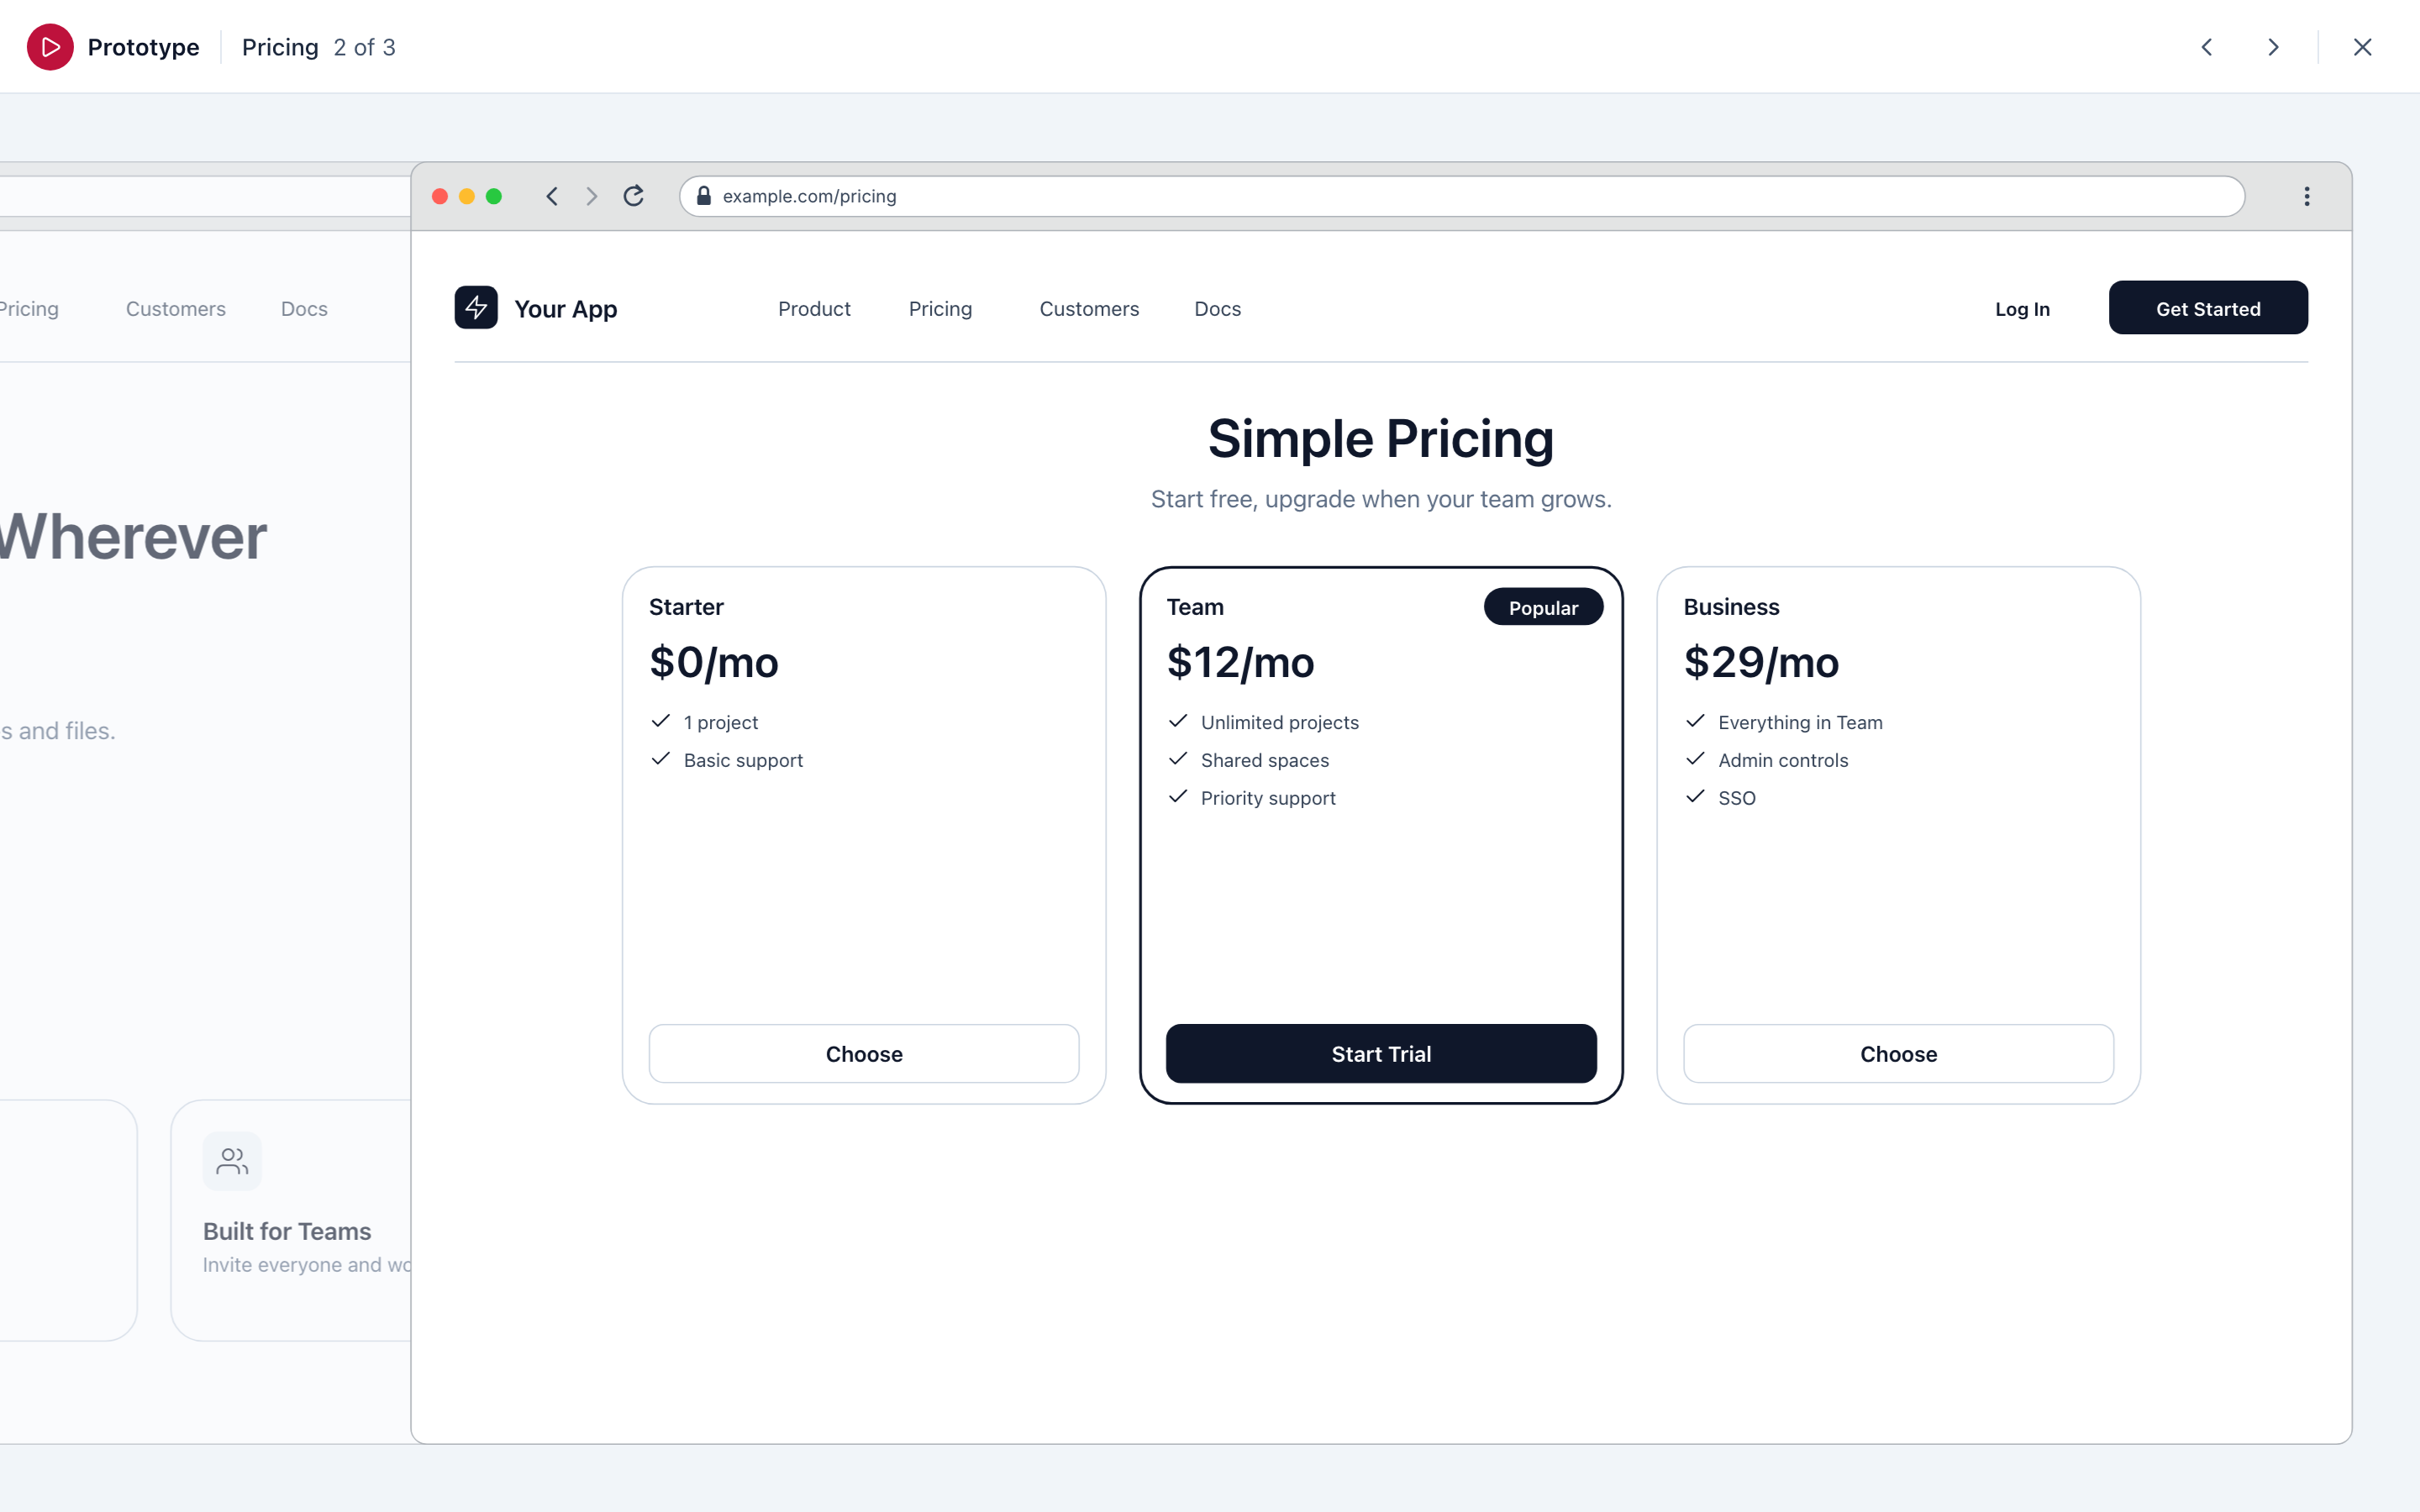 Prototype
Pricing 2 of 3
example.com/pricing
Pricing Customers Docs
Wherever
s and files.
Built for Teams
Invite everyone and wo
Your App
Product Pricing Customers Docs
Log In
Get Started
Simple Pricing
Start free, upgrade when your team grows.
Starter
$0/mo
1 project
Basic support
Choose
Team
Popular
$12/mo
Unlimited projects
Shared spaces
Priority support
Start Trial
Business
$29/mo
Everything in Team
Admin controls
SSO
Choose